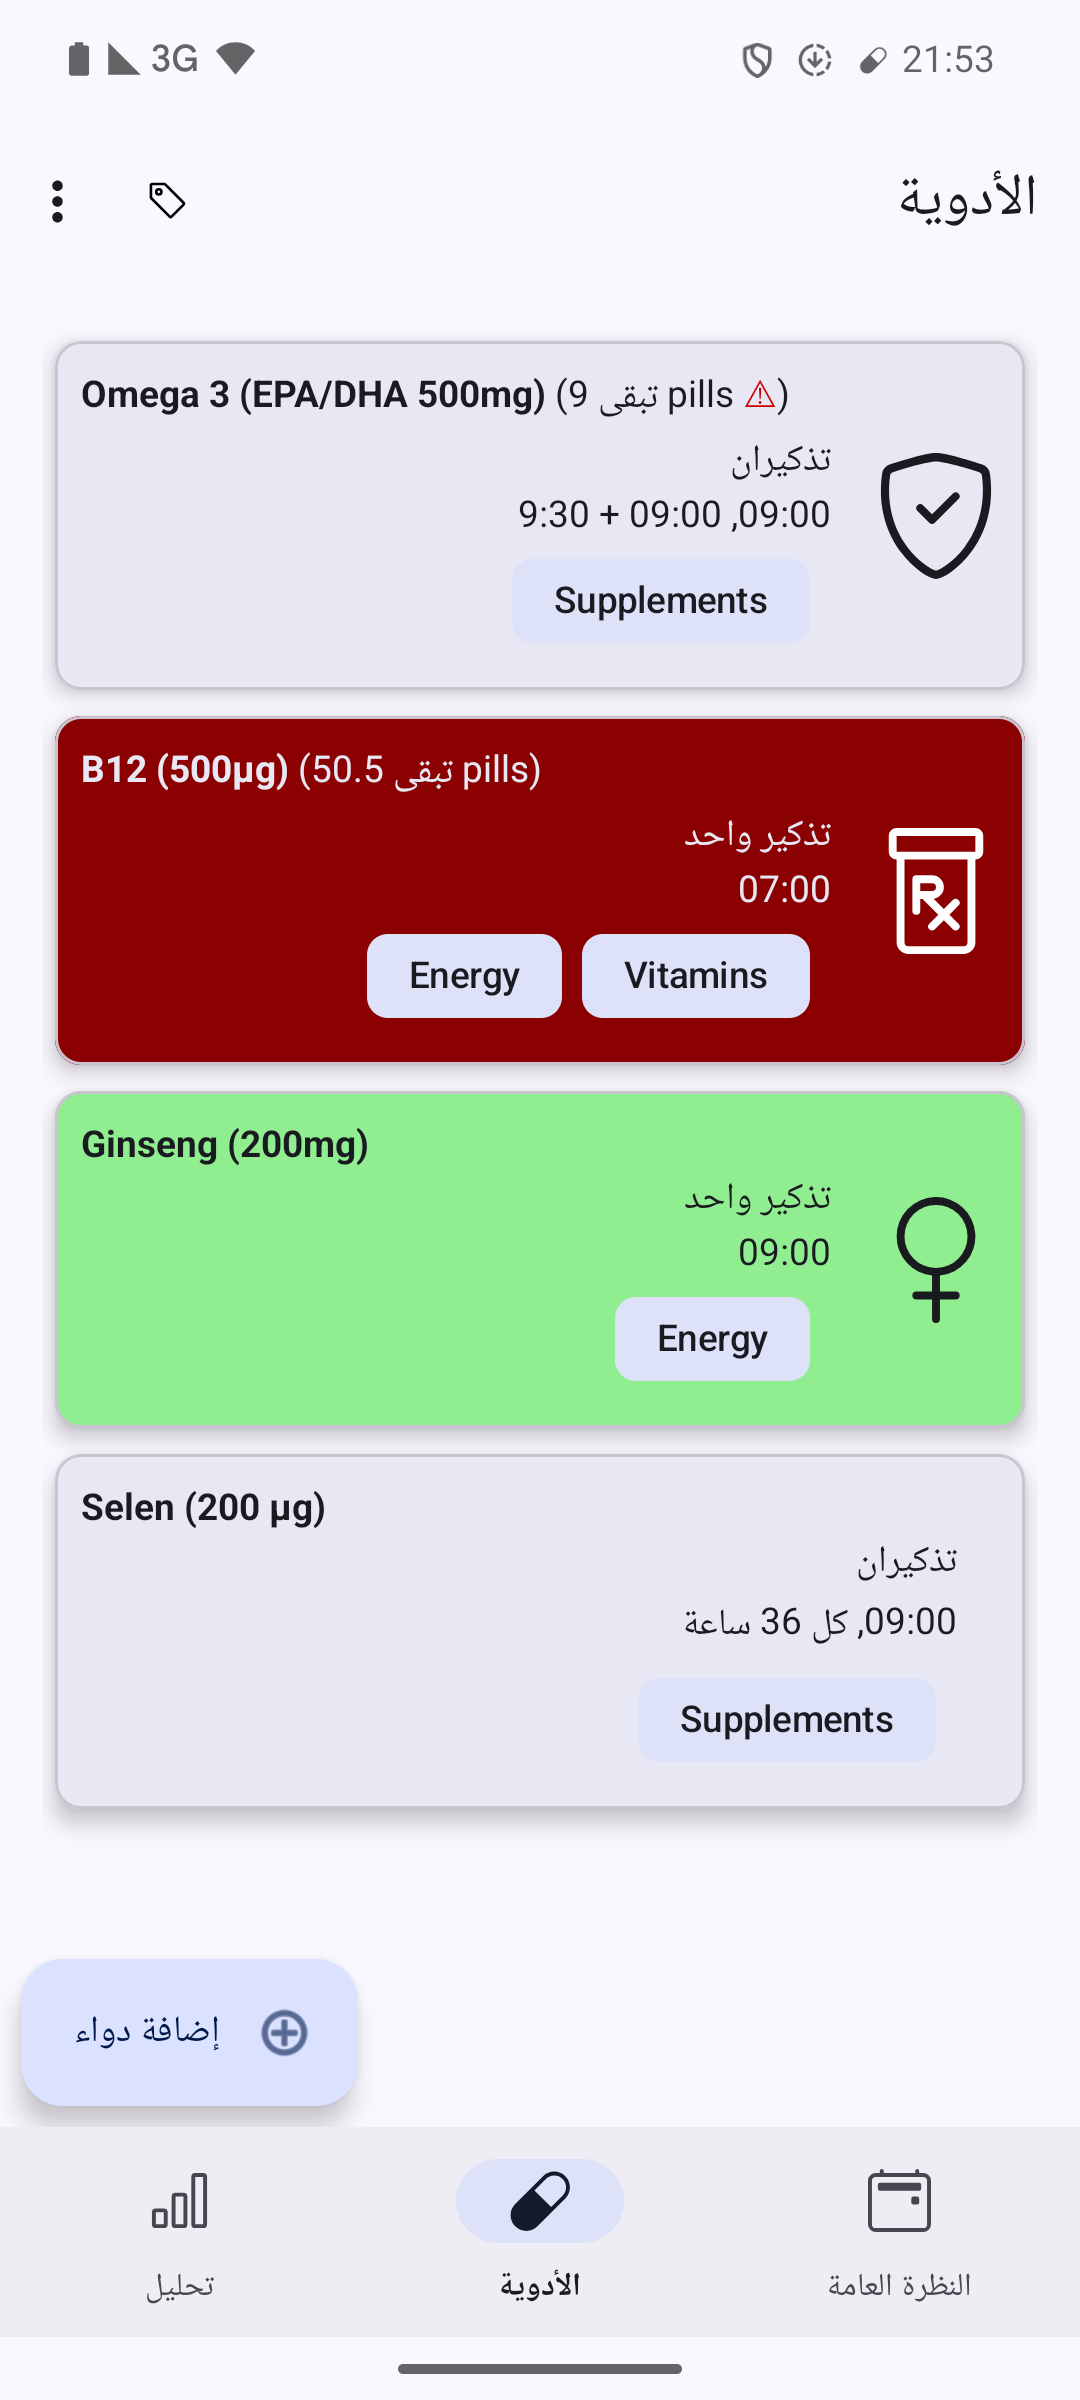 3G
21:53
الأدوية
Omega 3 (EPA/DHA 500mg) (9 تبقى pills ⚠)
تذكيران
09:00, 09:00 + 9:30
Supplements
B12 (500µg) (50.5 تبقى pills)
تذكير واحد
07:00
Vitamins
Energy
Ginseng (200mg)
تذكير واحد
09:00
Energy
Selen (200 µg)
تذكيران
09:00, كل 36 ساعة
Supplements
إضافة دواء
النظرة العامة
الأدوية
تحليل